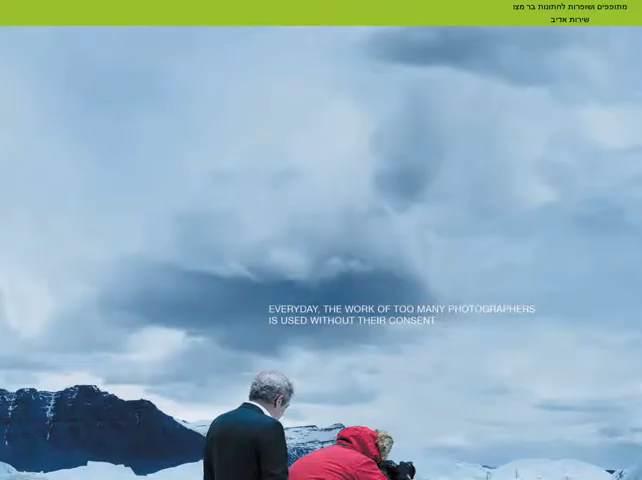 מתופפים ושופרות לחתונות בר מצו
שירות אדיב
EVERYDAY, THE WORK OF TOO MANY PHOTOGRAPHERS
IS USED WITHOUT THEIR CONSENT